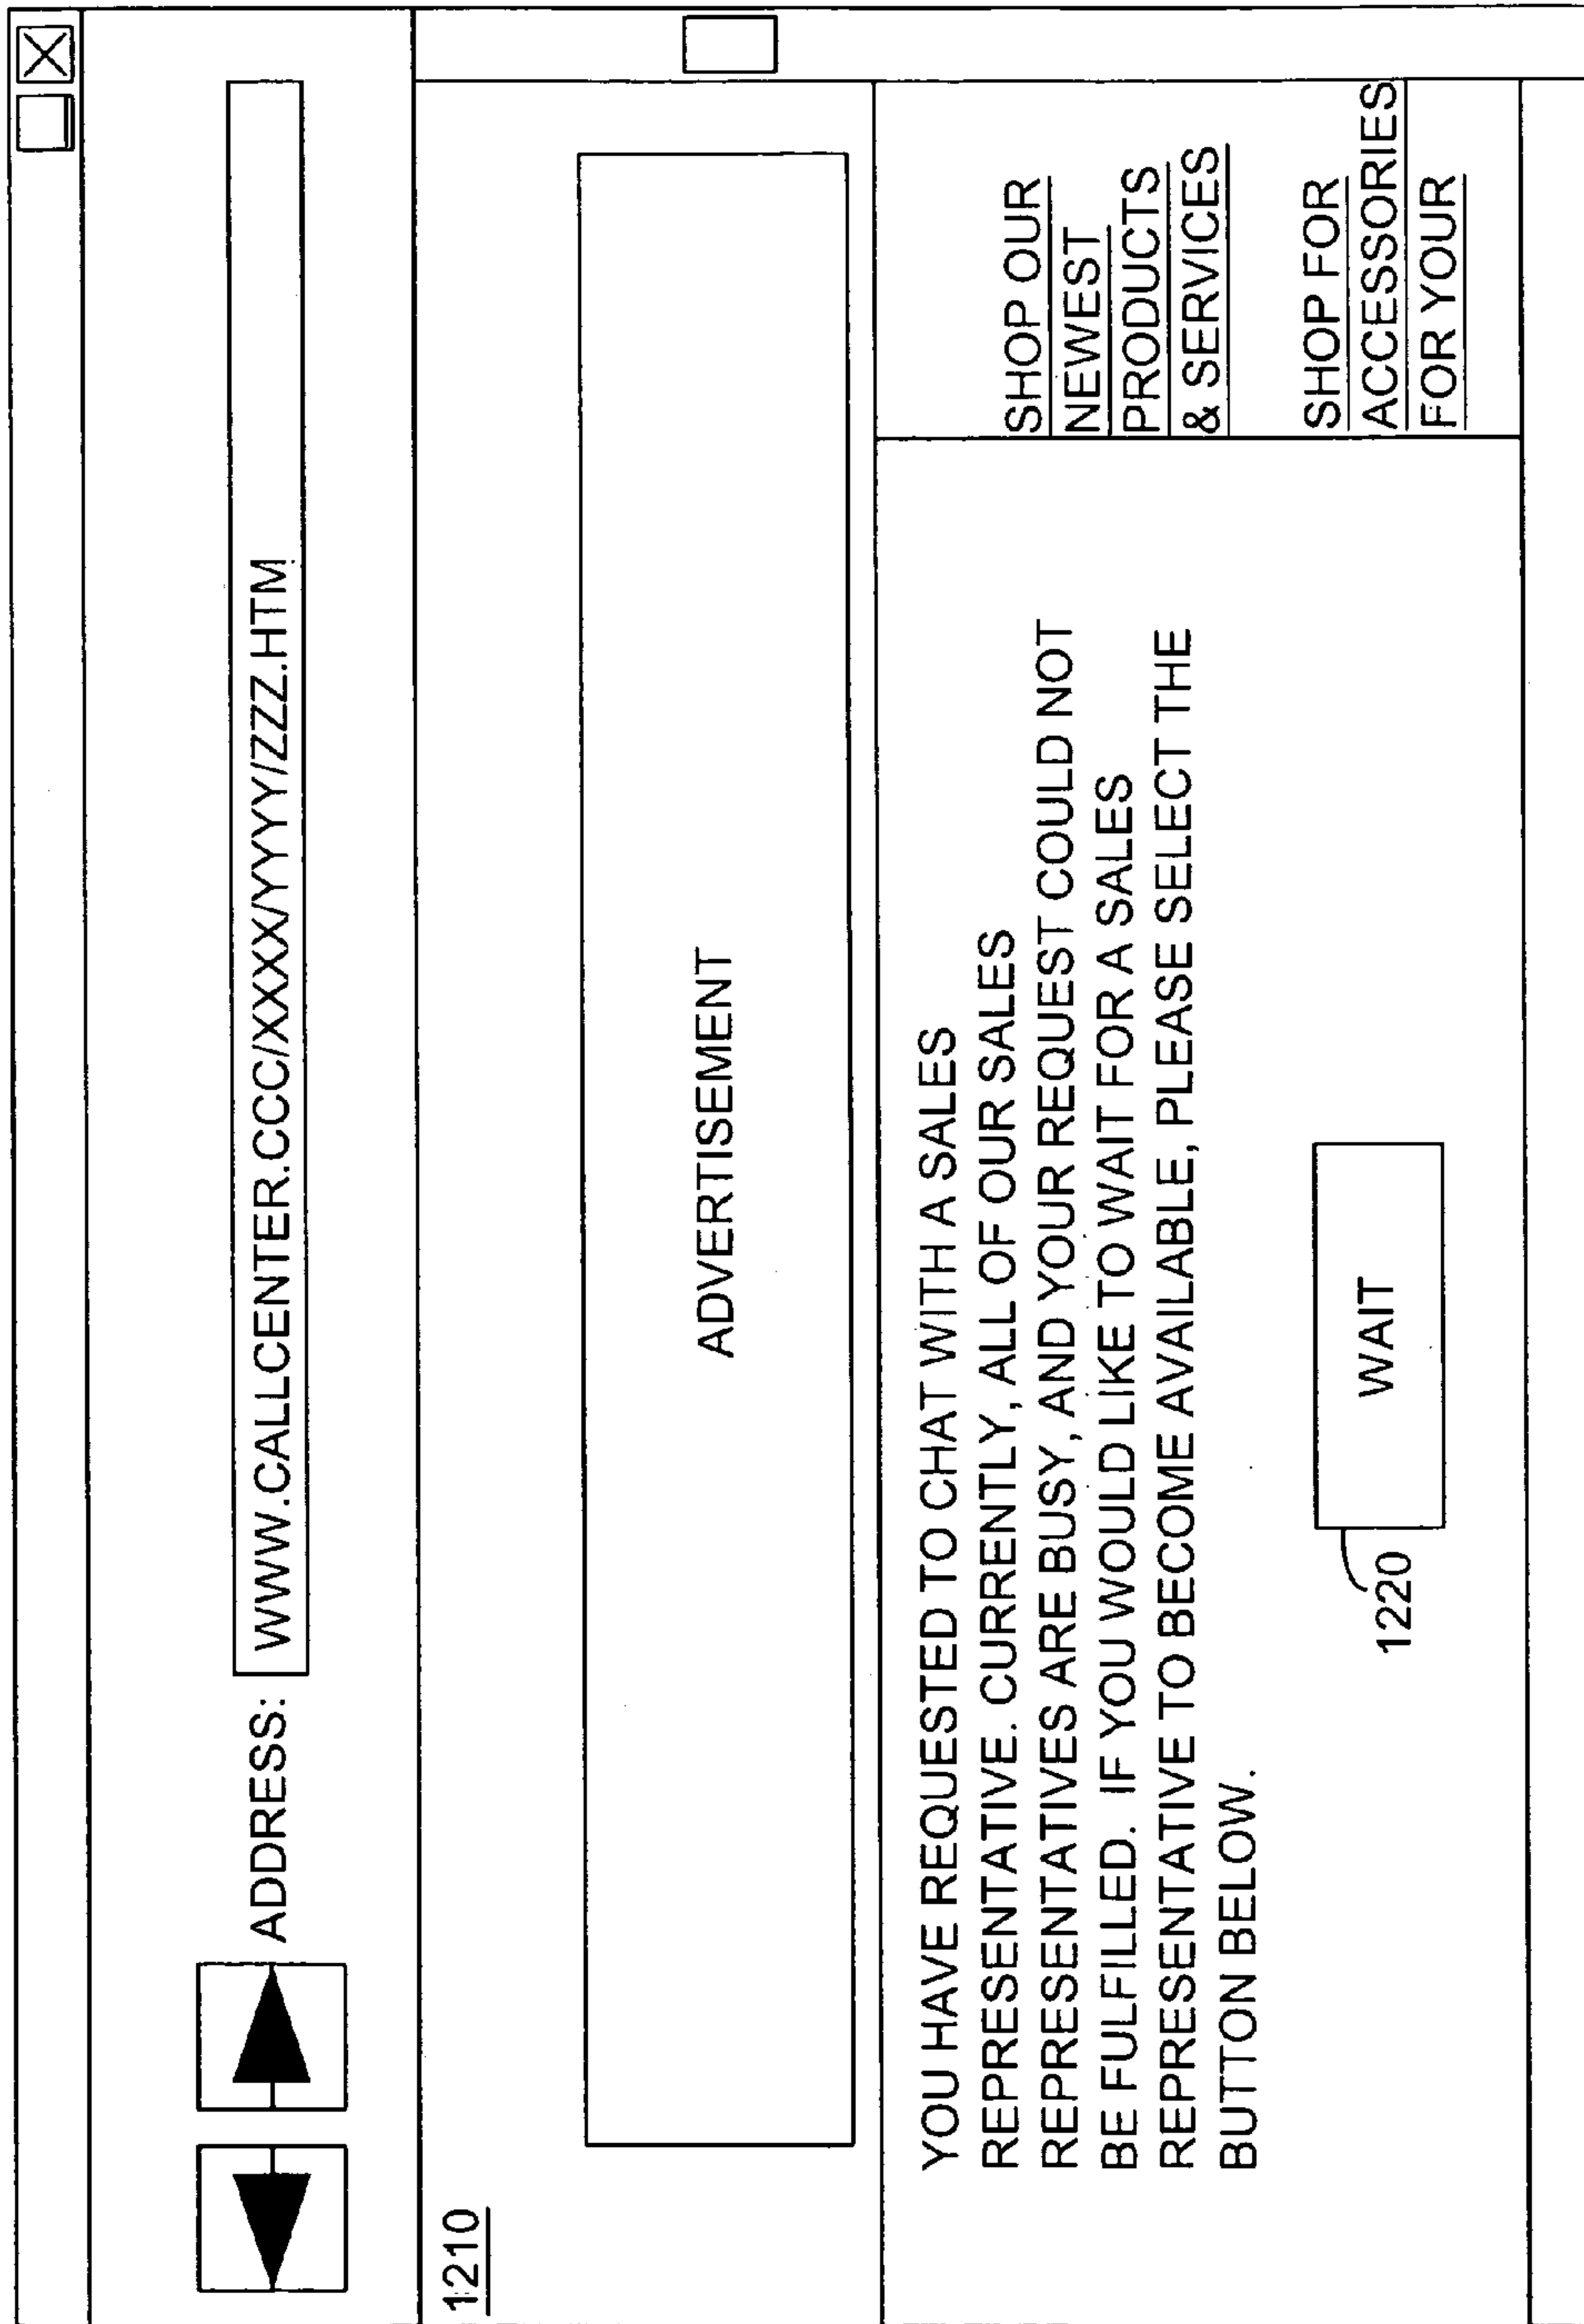 ADDRESS: WWW.CALLCENTER.CCC/XXXX/YYYY/ZZZ.HTM
1210
ADVERTISEMENT
YOU HAVE REQUESTED TO CHAT WITH A SALES
REPRESENTATIVE. CURRENTLY, ALL OF OUR SALES
REPRESENTATIVES ARE BUSY, AND YOUR REQUEST COULD NOT
BE FULFILLED. IF YOU WOULD LIKE TO WAIT FOR A SALES
REPRESENTATIVE TO BECOME AVAILABLE, PLEASE SELECT THE
BUTTON BELOW.
1220
WAIT
SHOP OUR
NEWEST
PRODUCTS
& SERVICES
SHOP FOR
ACCESSORIES
FOR YOUR